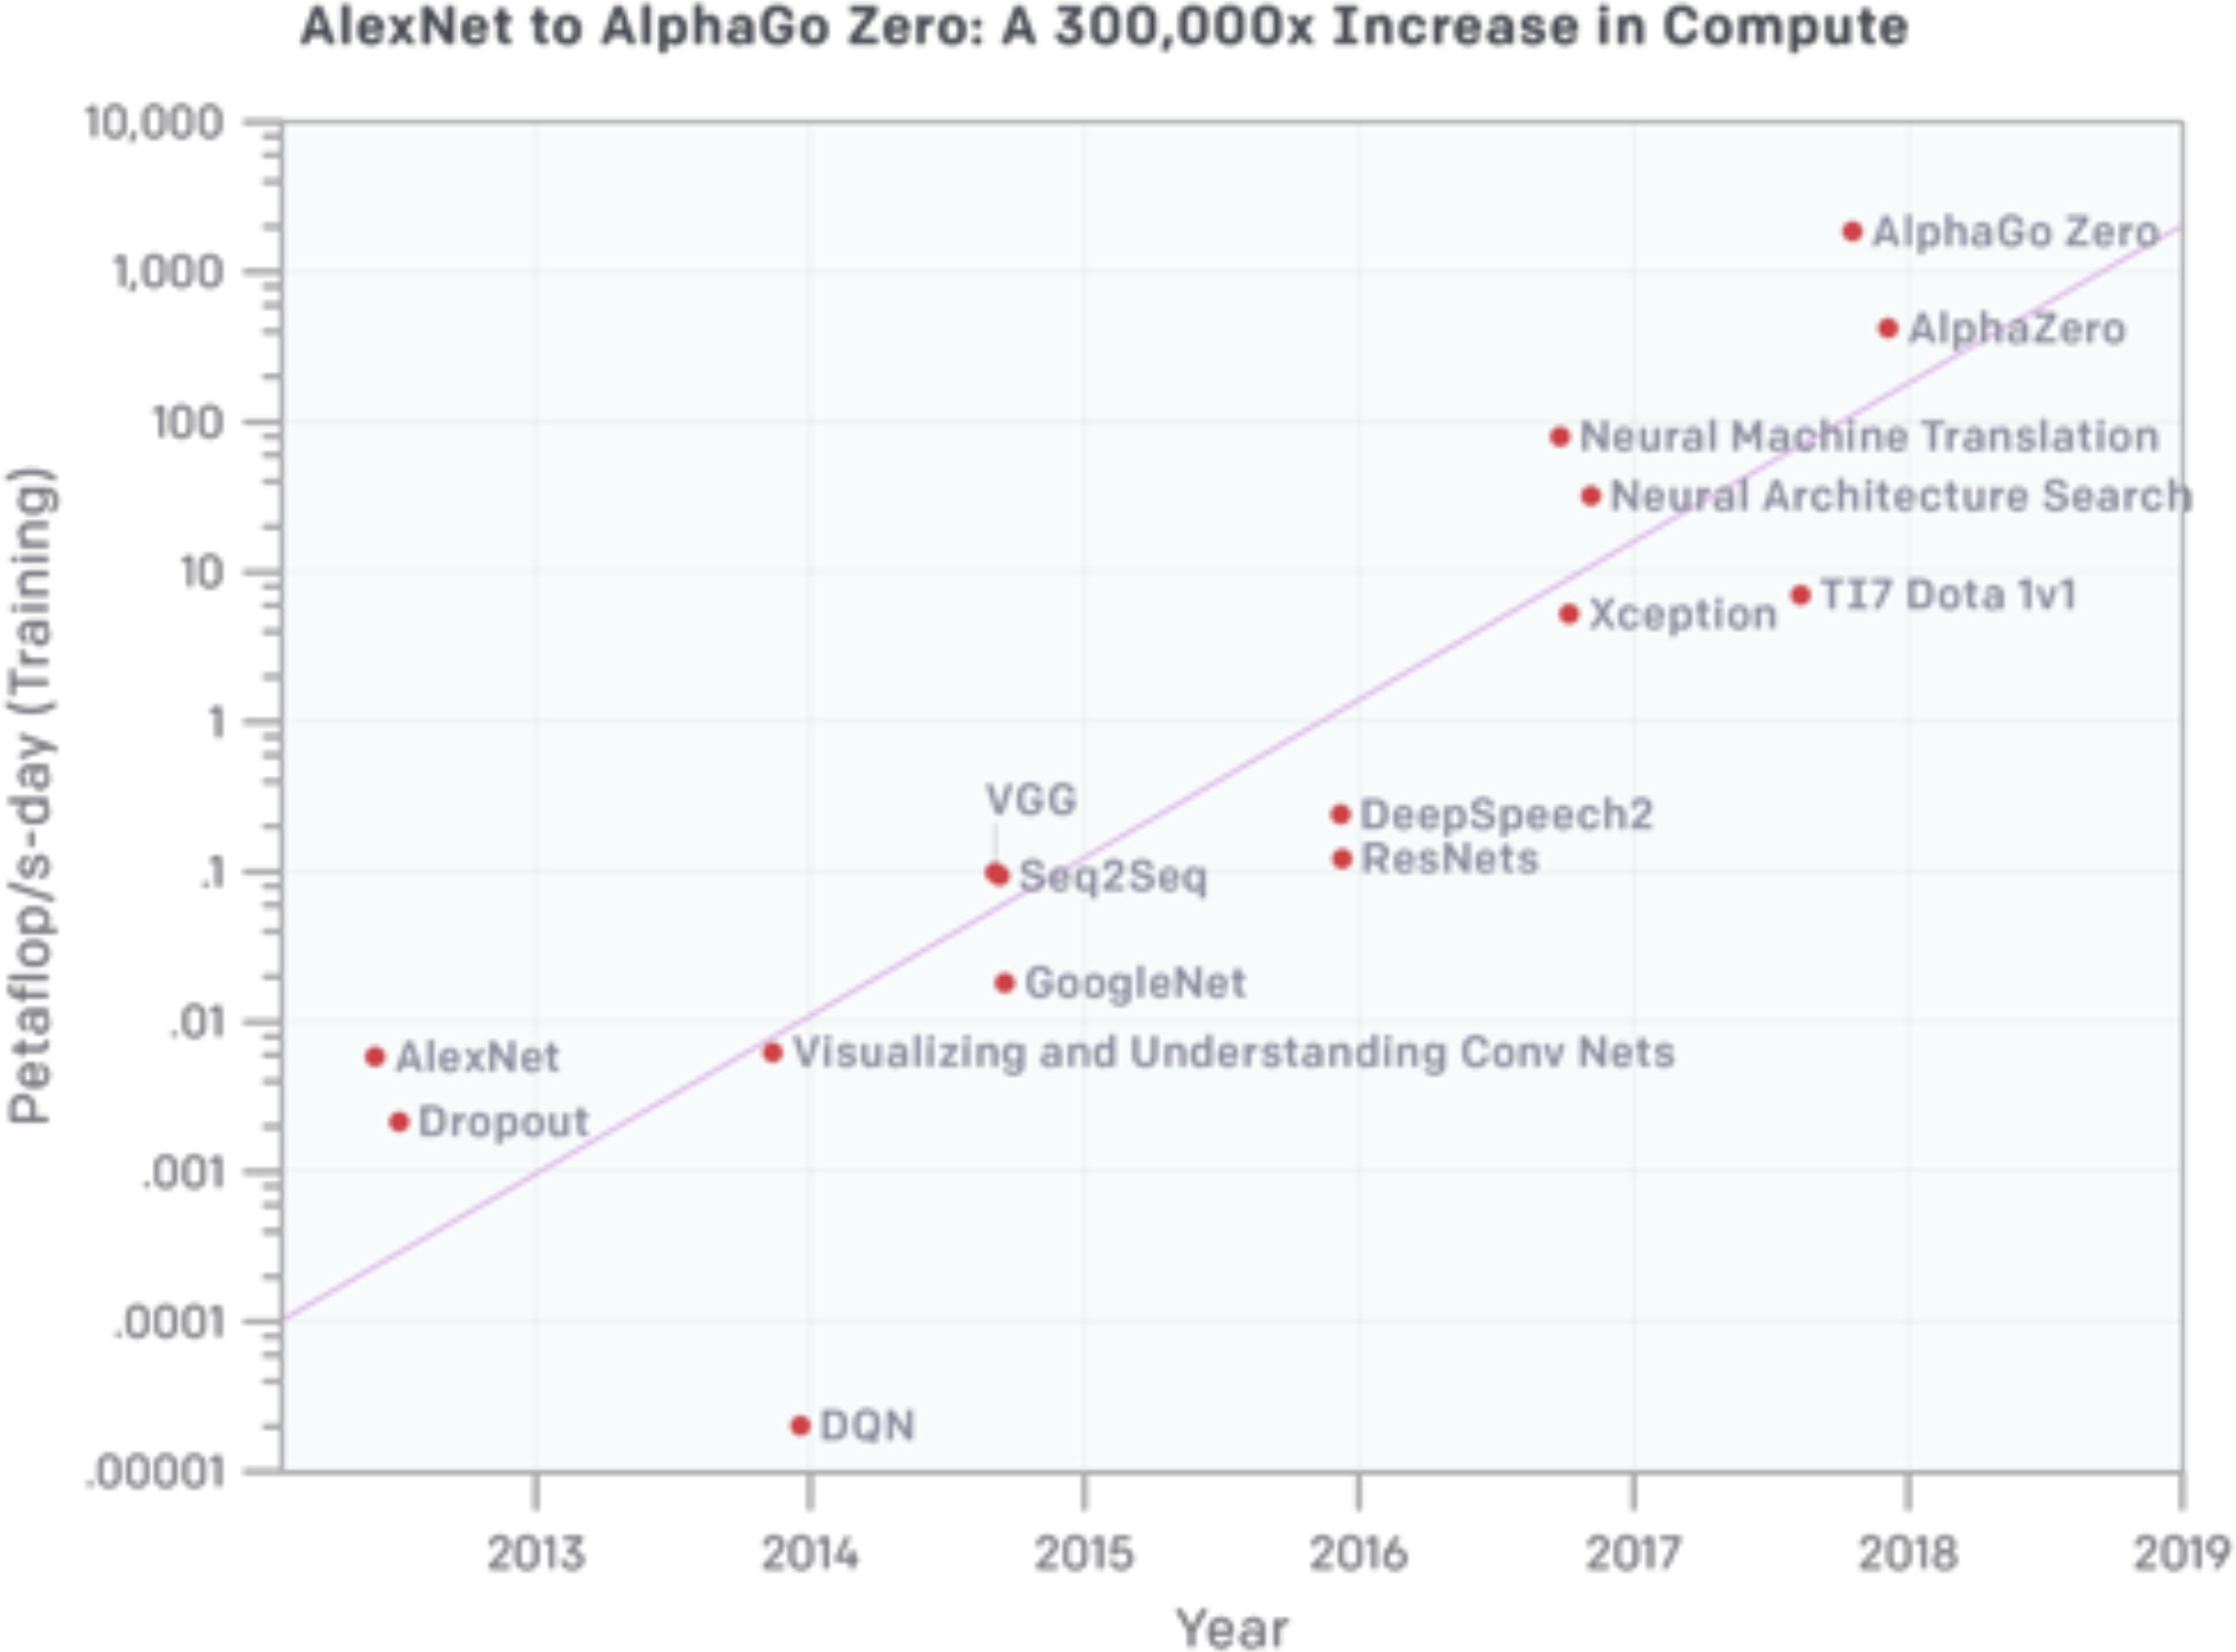 AlexNet to AlphaGo Zero: A 300,000x Increase in Compute
10,000
1,000
100
10
1
.1
.01
.001
.0001
.00001
Petaflop/s-day (Training)
AlphaGo Zero
AlphaZero
Neural Machine Translation
Neural Architecture Search
TI7 Dota 1v1
Xception
VGG
DeepSpeech2
ResNets
Seq2Seq
GoogleNet
AlexNet
Visualizing and Understanding Conv Nets
Dropout
DQN
2013 2014 2015 2016 2017 2018 2019
Year